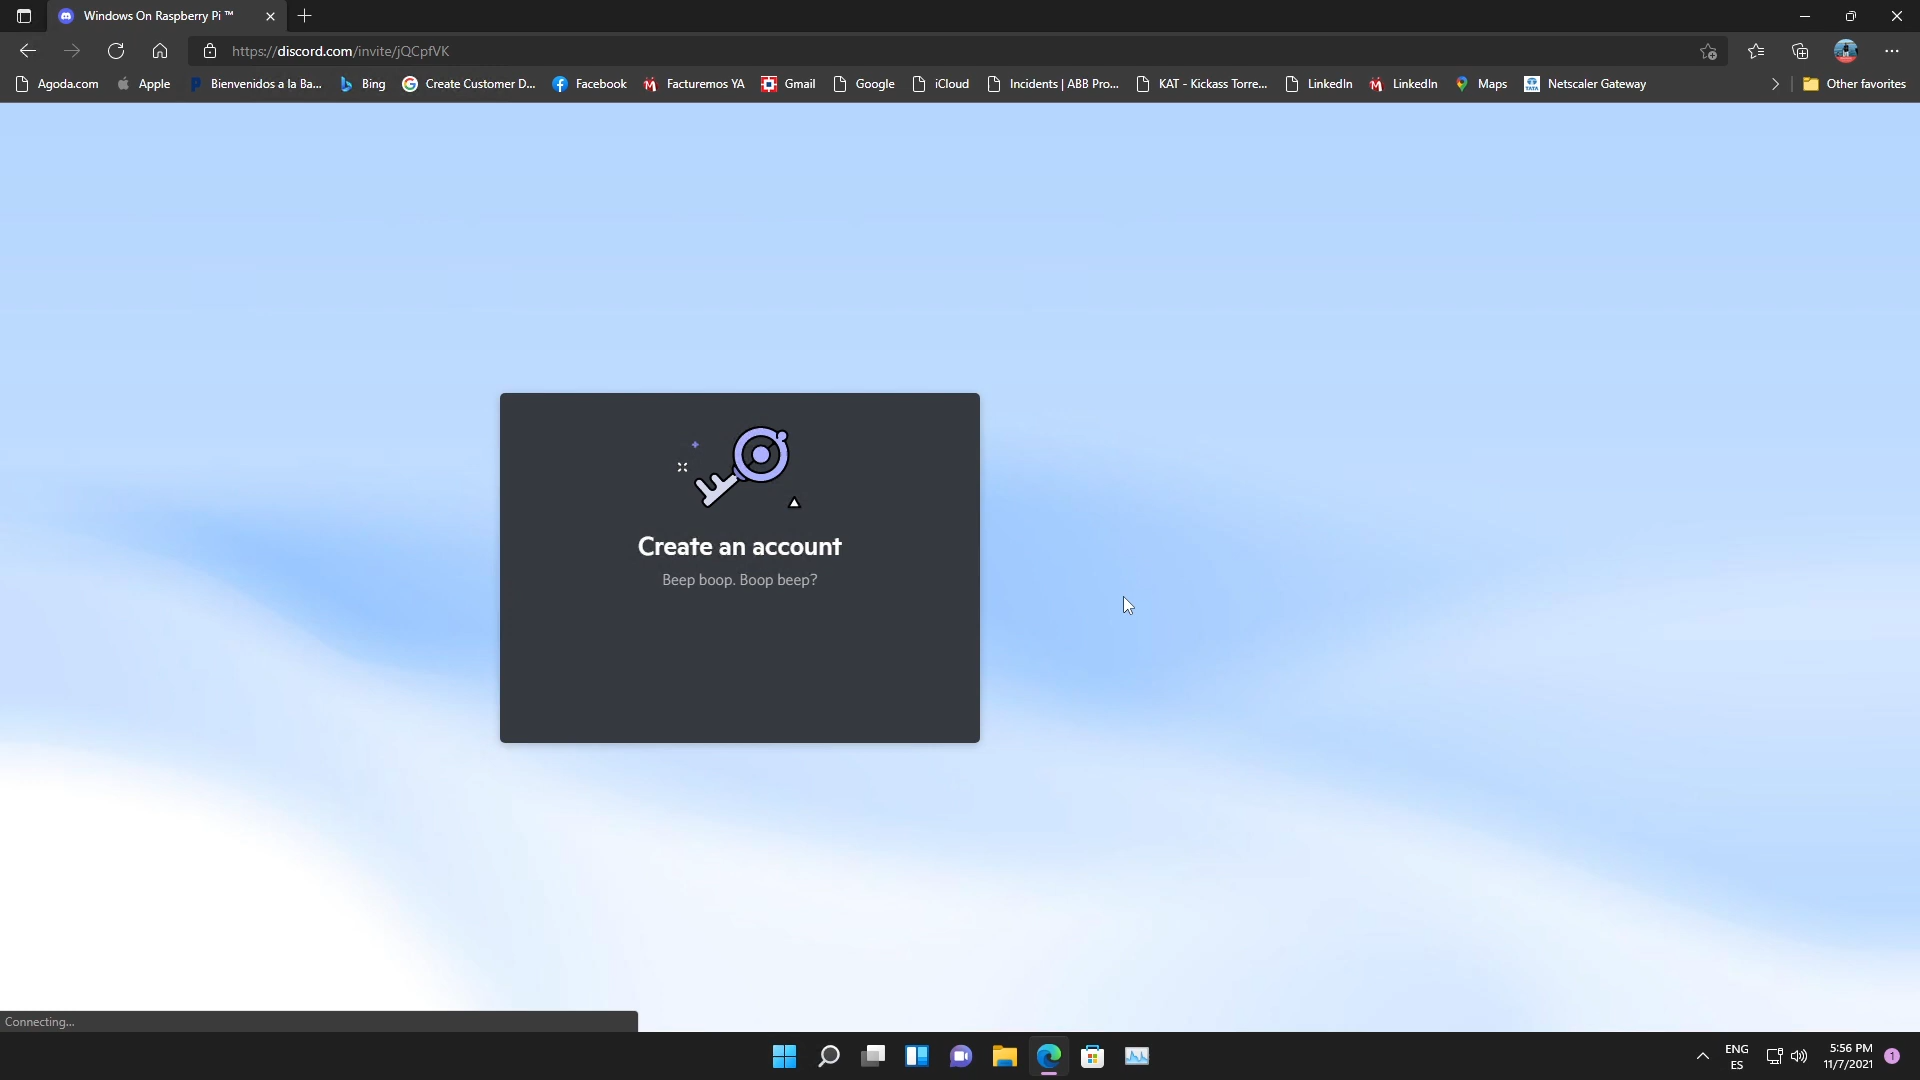 Windows On Raspberry Pi ™
https://discord.com/invite/jQCpfVK
Agoda.com Apple Bienvenidos a la Ba... Bing Create Customer D... Facebook Facturemos YA Gmail Google iCloud Incidents | ABB Pro... KAT - Kickass Torre... LinkedIn LinkedIn Maps TATA Netscaler Gateway Other favorites
Create an account
Beep boop. Boop beep?
Connecting...
ENG
ES
5:56 PM
11/7/2021
1